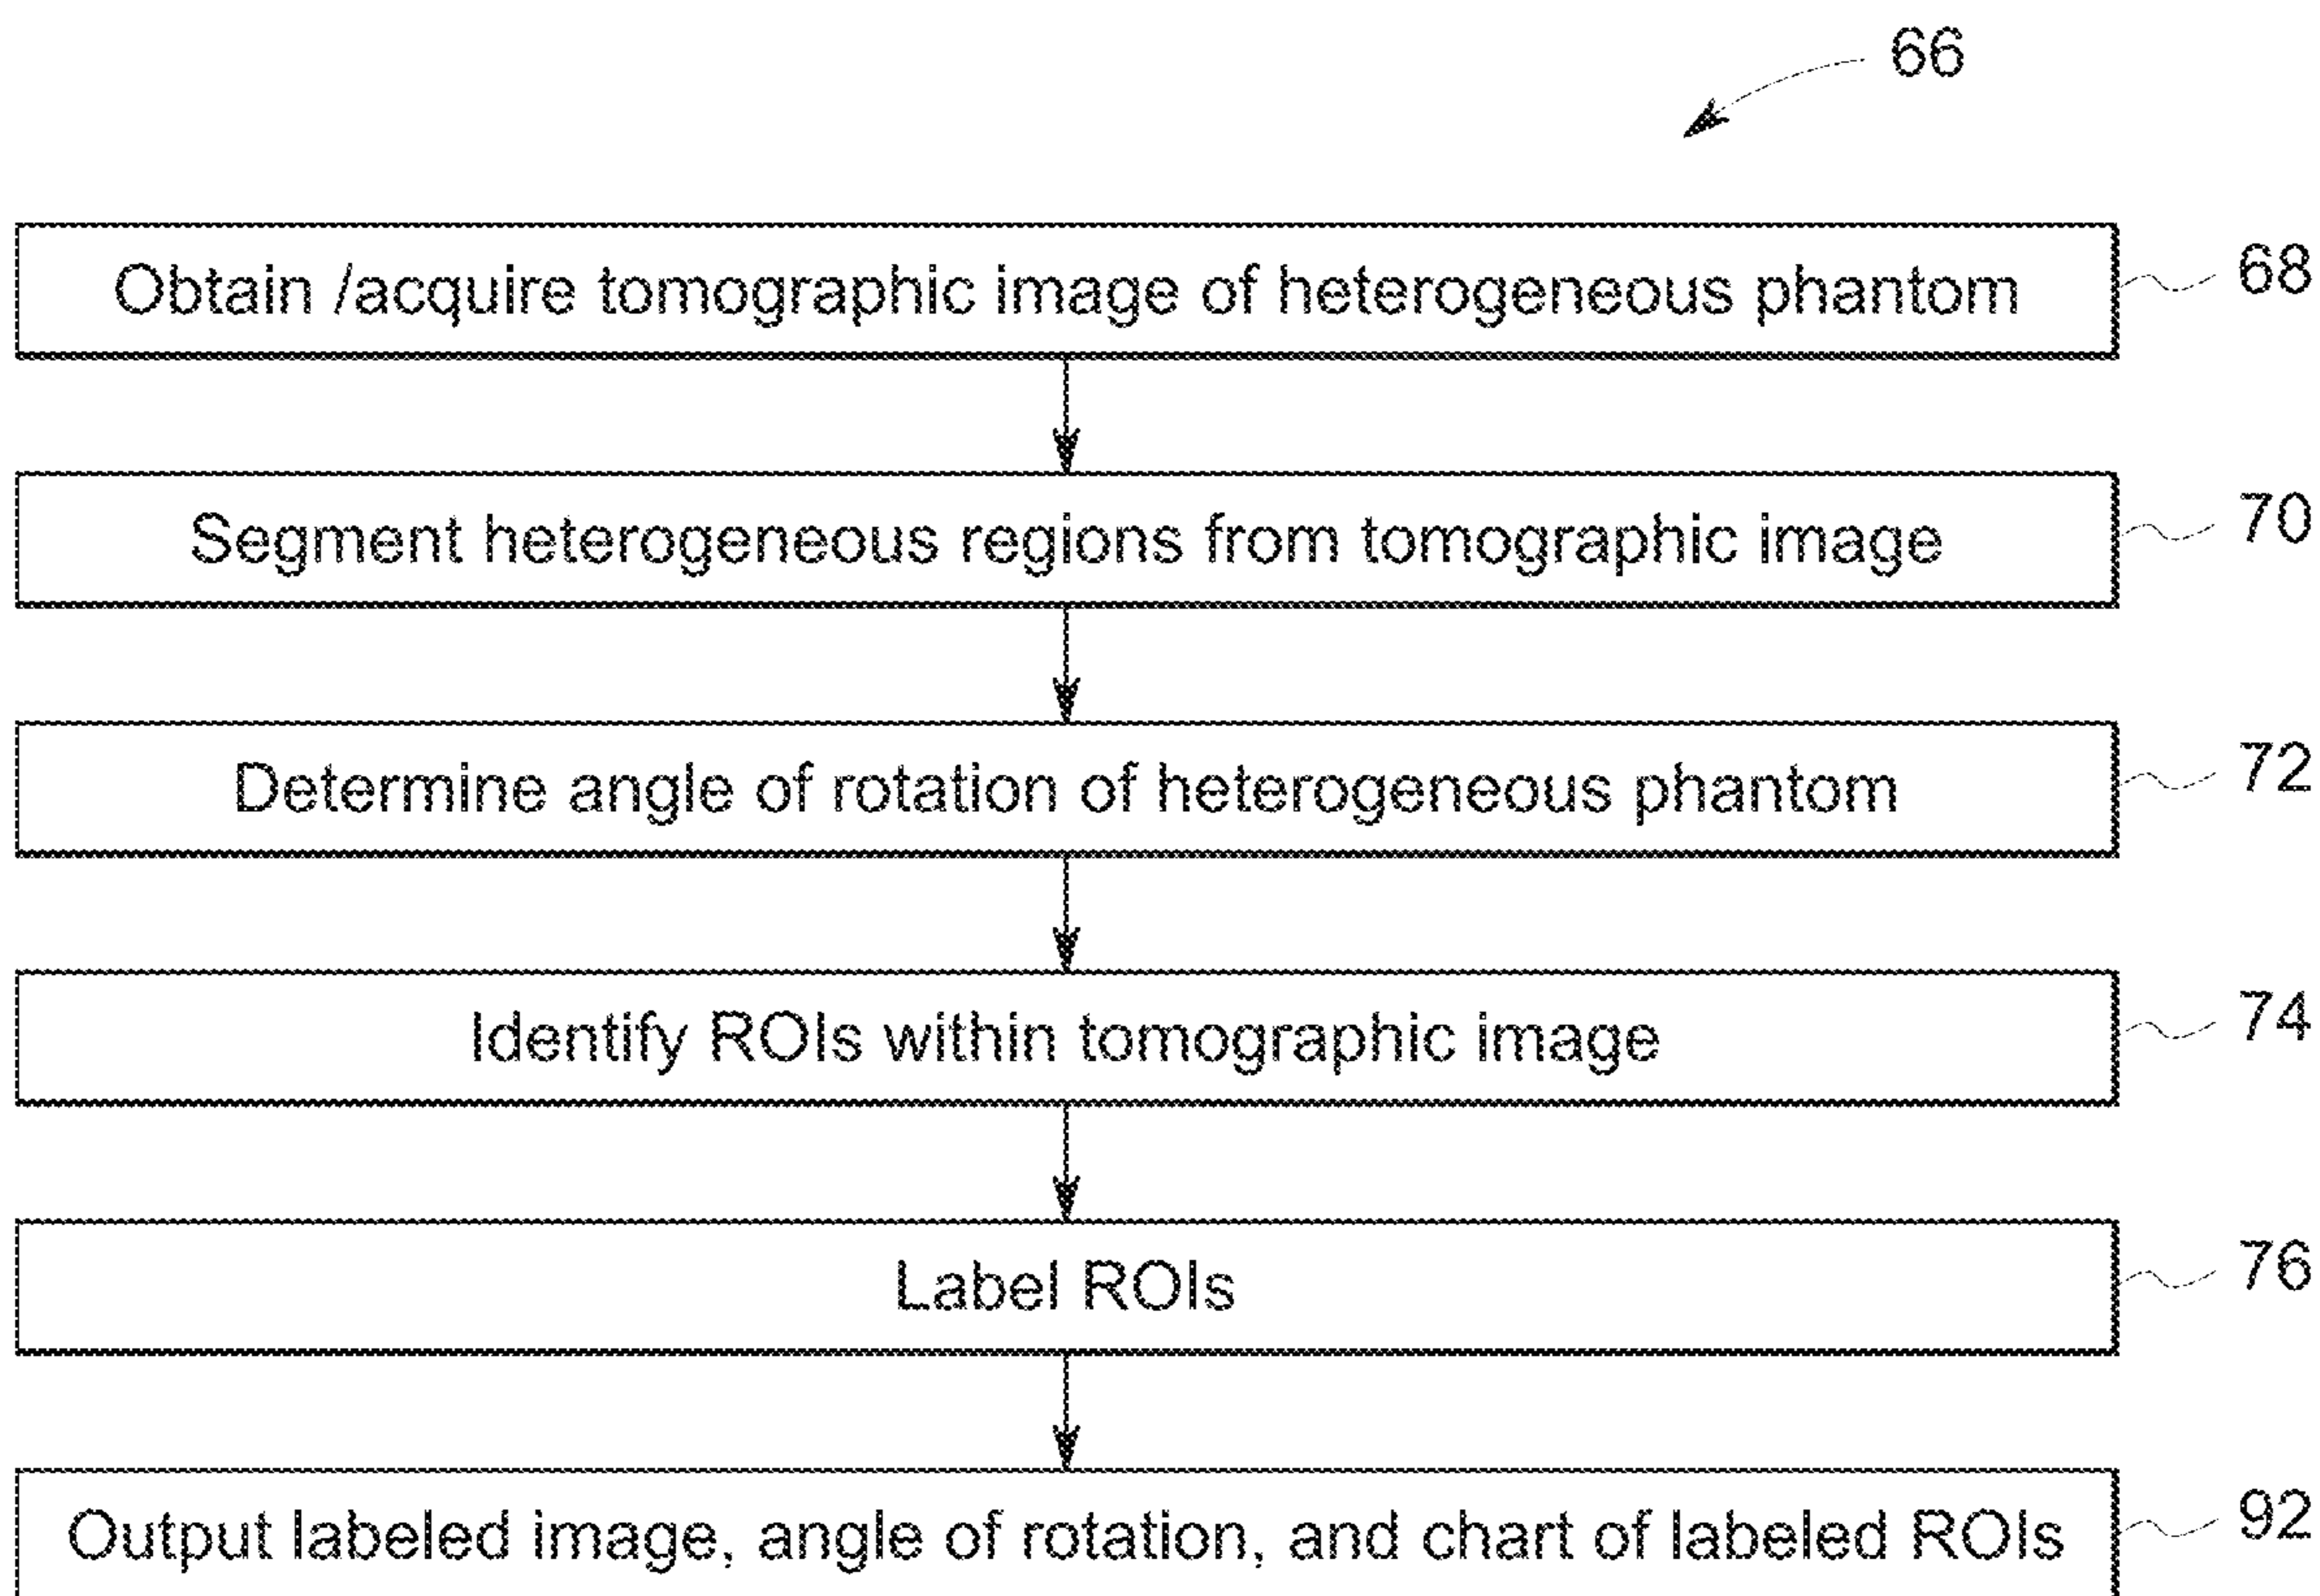 66
Obtain /acquire tomographic image of heterogeneous phantom 68
Segment heterogeneous regions from tomographic image 70
Determine angle of rotation of heterogeneous phantom 72
Identify ROIs within tomographic image 74
Label ROIs 76
Output labeled image, angle of rotation, and chart of labeled ROIs 92